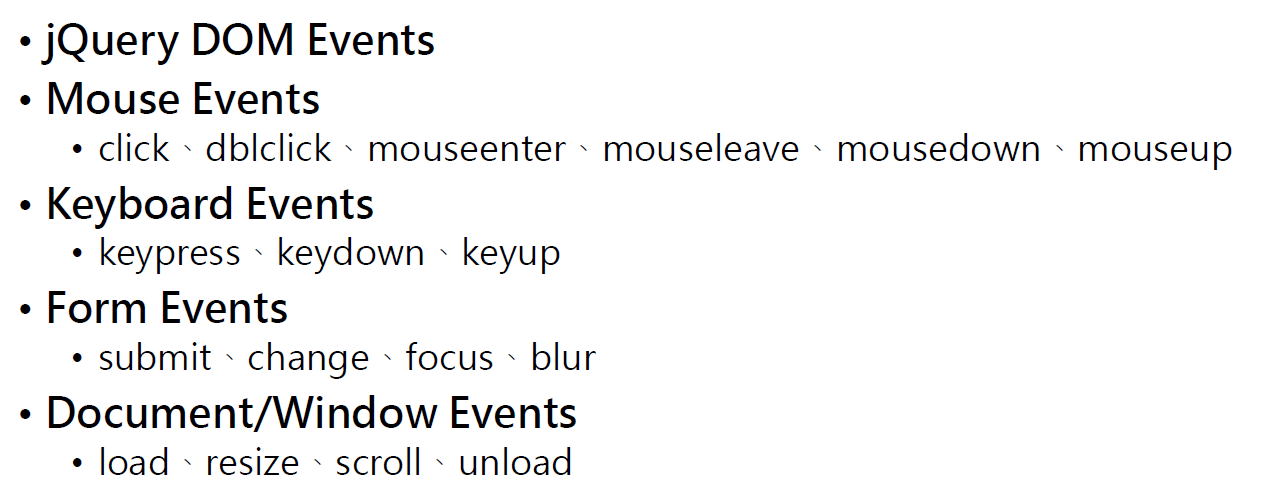 • jQuery DOM Events
• Mouse Events
• click、dblclick、mouseenter、mouseleave、mousedown、mouseup
• Keyboard Events
• keypress、keydown、keyup
• Form Events
• submit、change、focus、blur
• Document/Window Events
• load、resize、scroll、unload